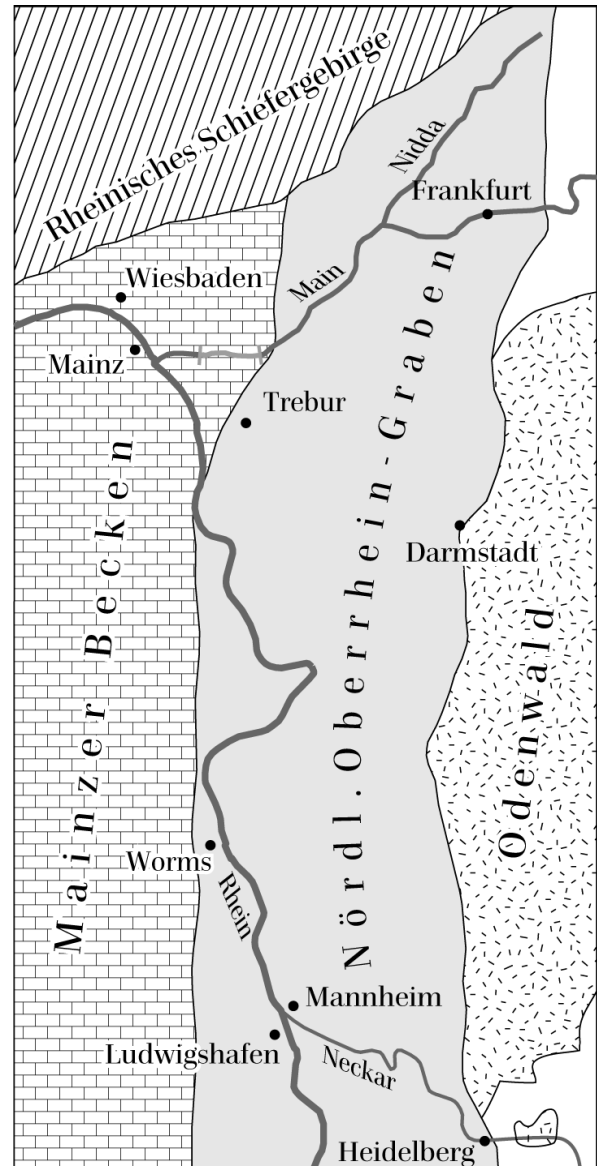 Rheinisches Schiefergebirge
Nidda
Frankfurt
Wiesbaden
Main
Mainz
Trebur
Nördl. Oberrhein-Graben
Mainzer Becken
Darmstadt
Odenwald
Worms
Rhein
Mannheim
Ludwigshafen
Neckar
Heidelberg